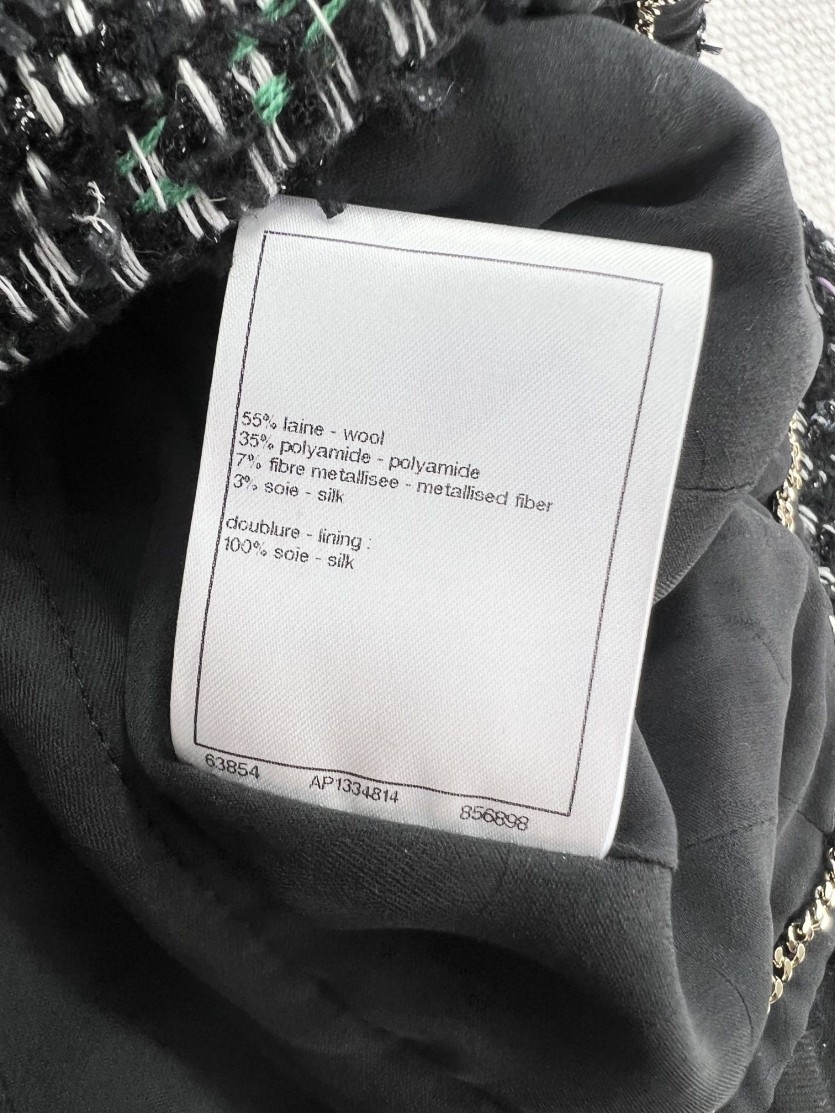 55% laine - wool
35% polyamide - polyamide
7% fibre metallisee - metallised fiber
3% soie - silk
doublure - lining :
100% soie - silk
63854 AP1334814 856898